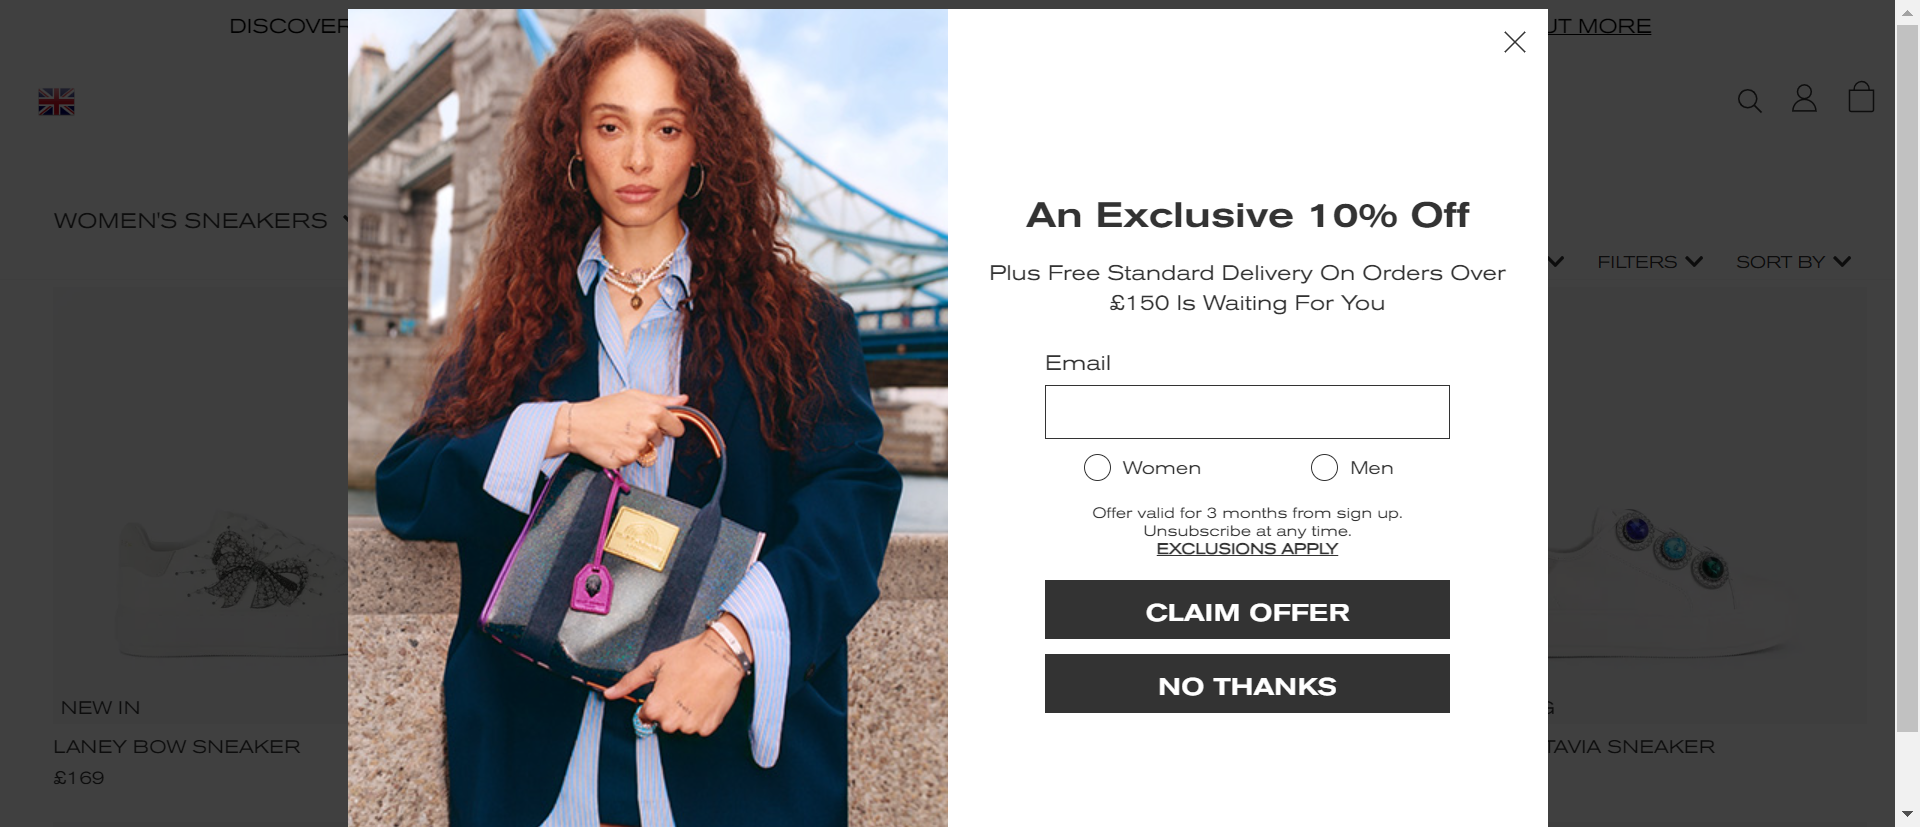 DISCOVER
UT MORE
WOMEN'S SNEAKERS
FILTERS
SORT BY
An Exclusive 10% Off
Plus Free Standard Delivery On Orders Over
£150 Is Waiting For You
Email
Women
Men
Offer valid for 3 months from sign up.
Unsubscribe at any time.
EXCLUSIONS APPLY
CLAIM OFFER
NO THANKS
NEW IN
G
LANEY BOW SNEAKER
TAVIA SNEAKER
£169